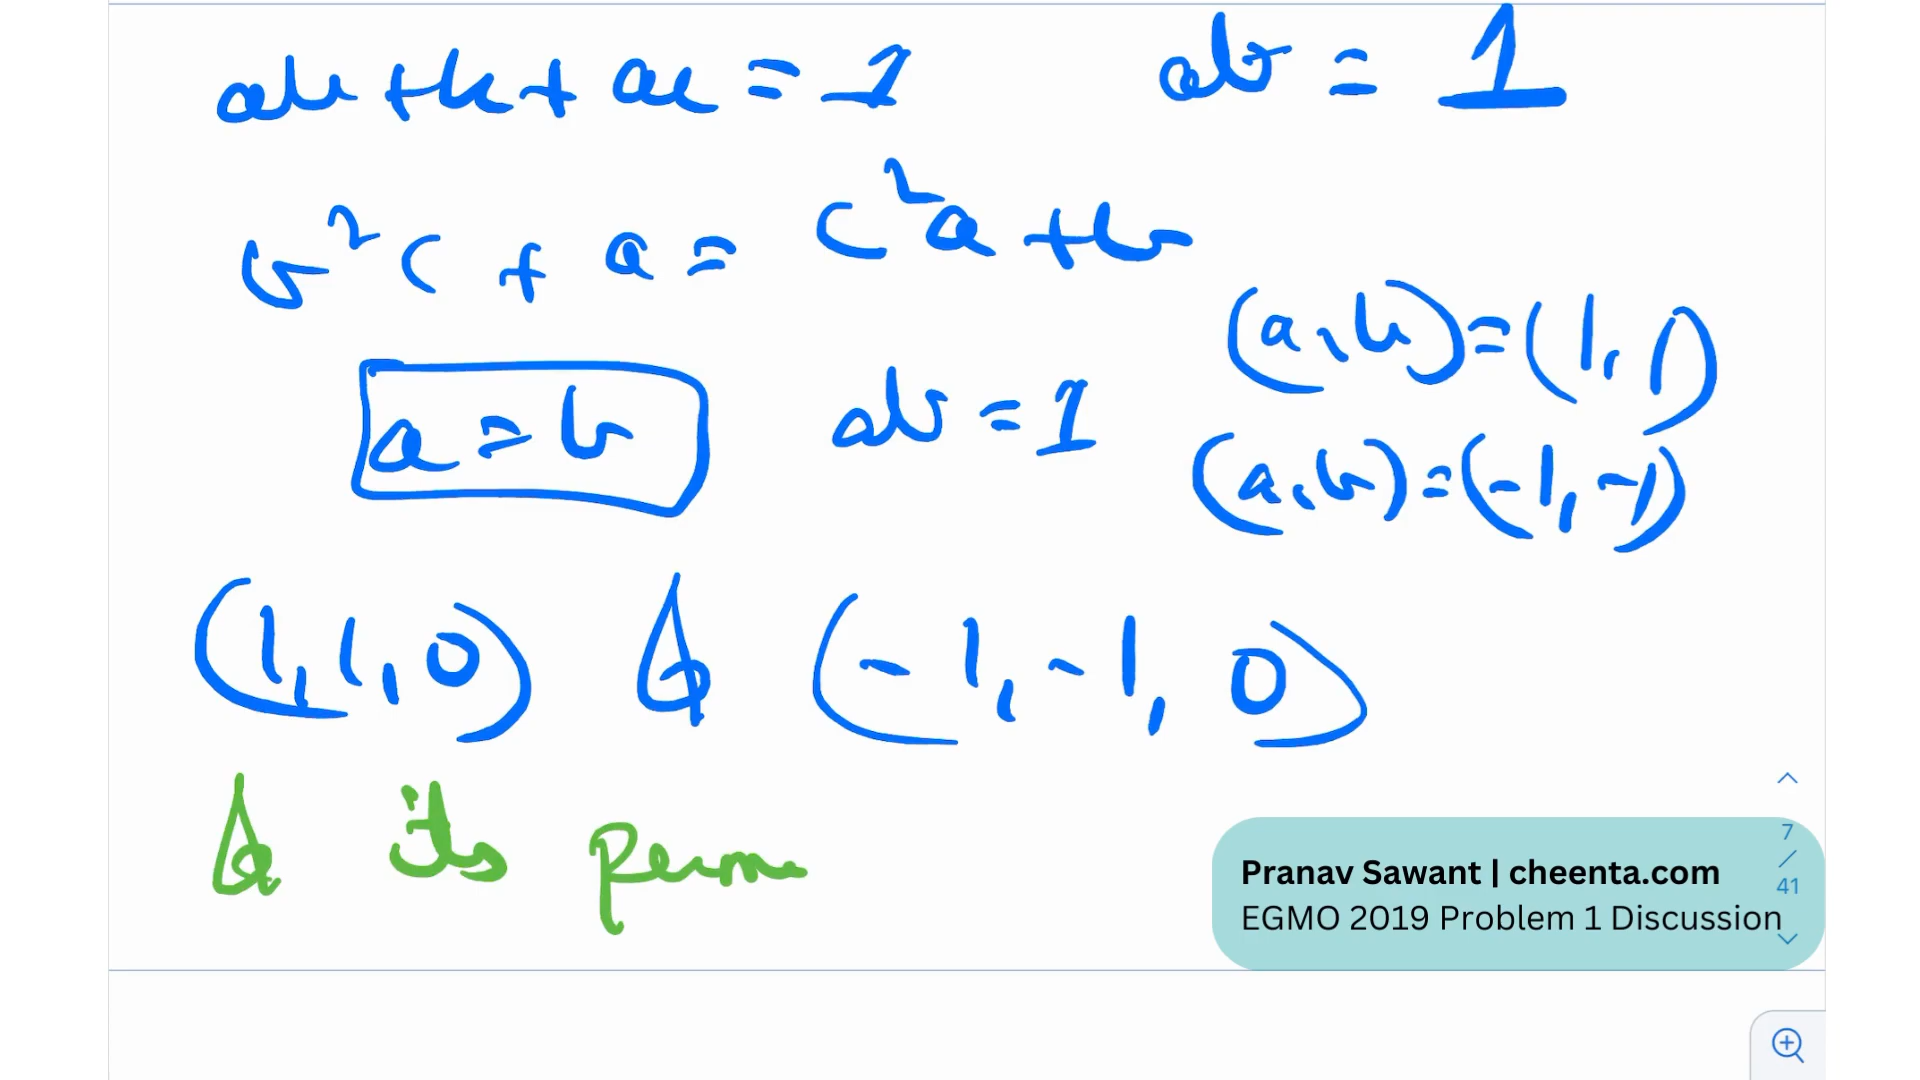 ab + bc + ac = 1 ab = 1
b²c + a = c²a + b
(a, b) = (1, 1)
a = b ab = 1
(a, b) = (-1, -1)
(1, 1, 0) & (-1, -1, 0)
& its perm
7
/
41
Pranav Sawant | cheenta.com
EGMO 2019 Problem 1 Discussion